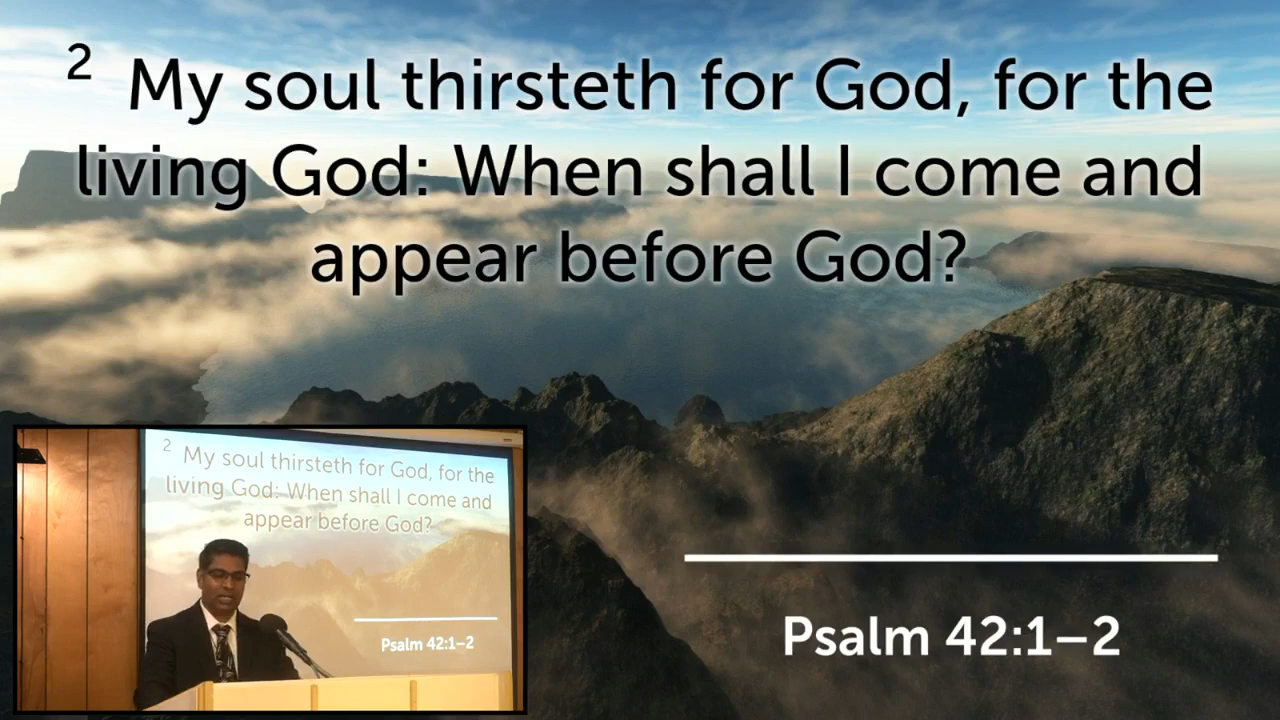 2 My soul thirsteth for God, for the
living God: When shall I come and
appear before God?
Psalm 42:1–2
2 My soul thirsteth for God, for the
living God: When shall I come and
appear before God?
Psalm 42:1–2